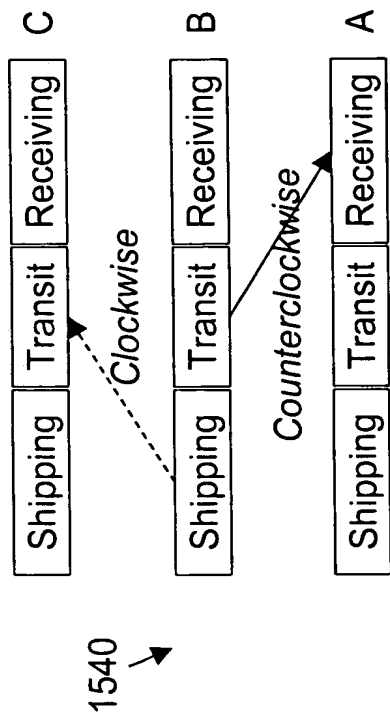 1540
Shipping Transit Receiving C
Clockwise
Shipping Transit Receiving B
Counterclockwise
Shipping Transit Receiving A